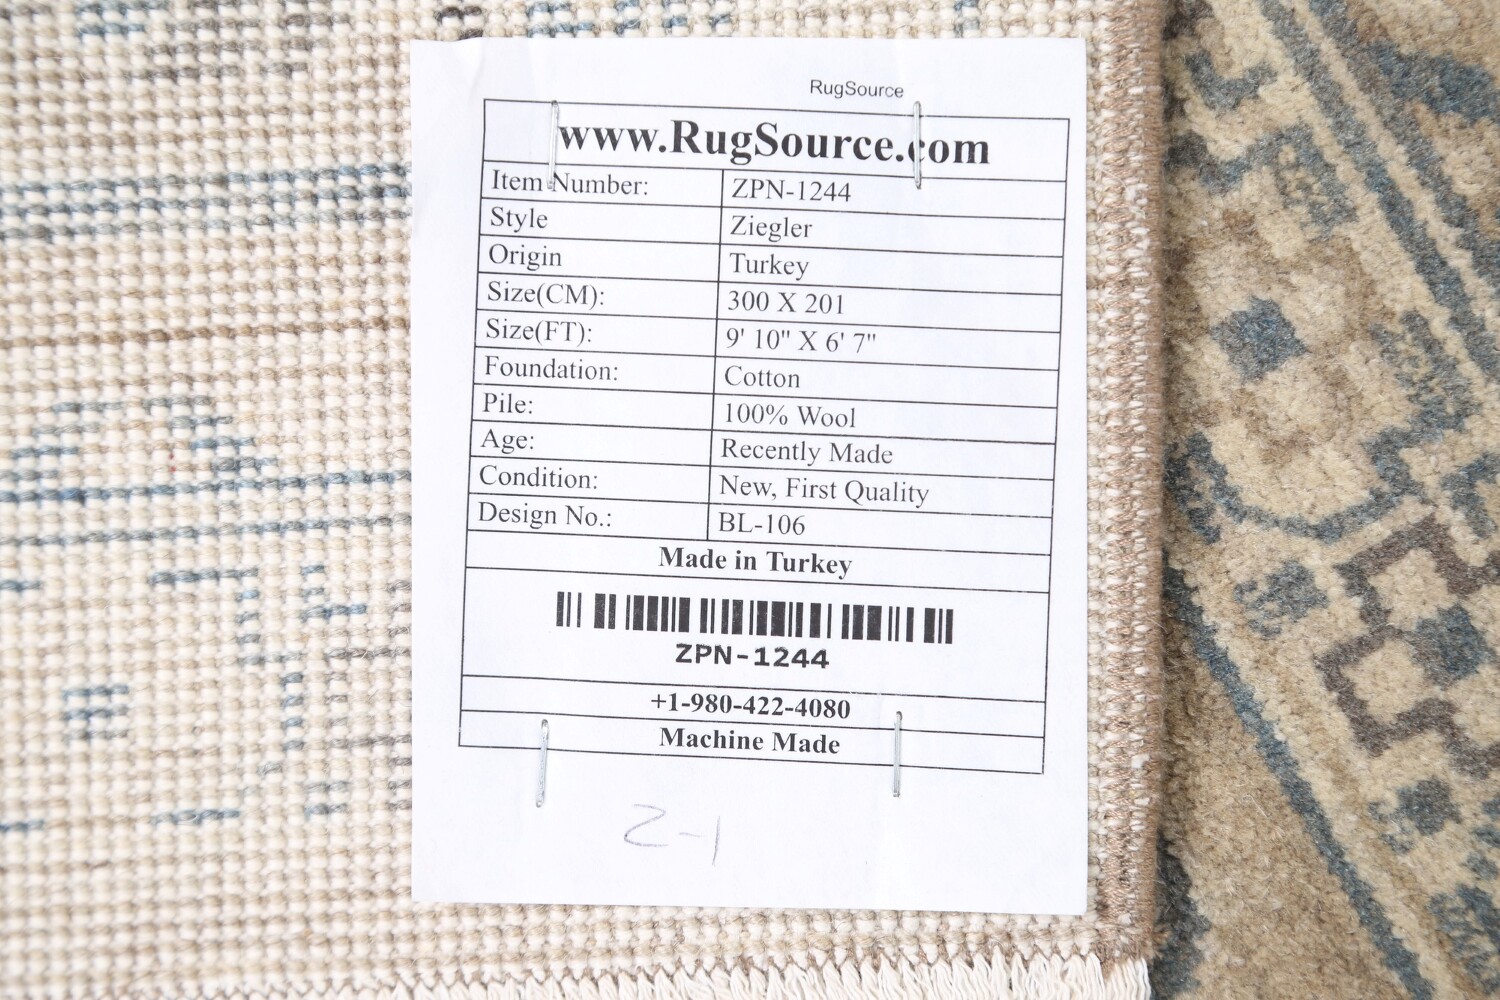 RugSource
www.RugSource.com
Item Number: ZPN-1244
Style Ziegler
Origin Turkey
Size(CM): 300 X 201
Size(FT): 9' 10" X 6' 7"
Foundation: Cotton
Pile: 100% Wool
Age: Recently Made
Condition: New, First Quality
Design No.: BL-106
Made in Turkey
ZPN-1244
+1-980-422-4080
Machine Made
Z-1